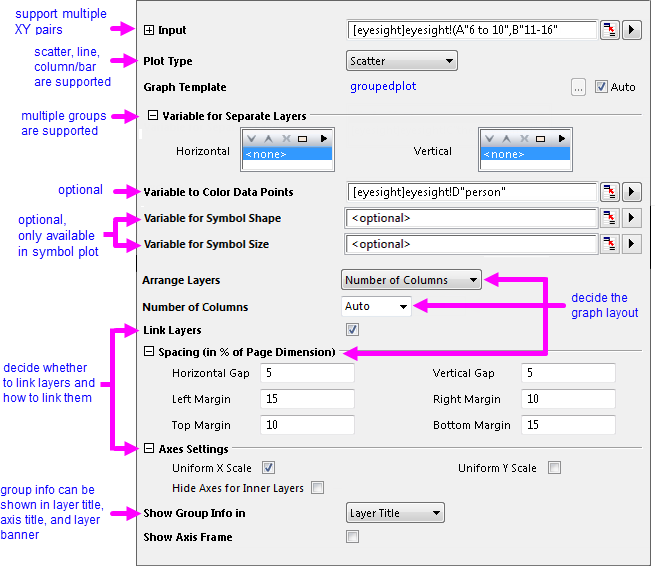 support multiple
XY pairs
Input
[eyesight]eyesight!(A"6 to 10",B"11-16"
scatter, line,
column/bar
are supported
Plot Type
Scatter
Graph Template
groupedplot
...
Auto
multiple groups
are supported
Variable for Separate Layers
Horizontal
<none>
Vertical
<none>
optional
Variable to Color Data Points
[eyesight]eyesight!D"person"
optional,
only available
in symbol plot
Variable for Symbol Shape
<optional>
Variable for Symbol Size
<optional>
Arrange Layers
Number of Columns
decide the
graph layout
Number of Columns
Auto
Link Layers
decide whether
to link layers and
how to link them
Spacing (in % of Page Dimension)
Horizontal Gap 5
Vertical Gap 5
Left Margin 15
Right Margin 10
Top Margin 10
Bottom Margin 15
Axes Settings
Uniform X Scale
Uniform Y Scale
Hide Axes for Inner Layers
group info can be
shown in layer title,
axis title, and layer
banner
Show Group Info in
Layer Title
Show Axis Frame